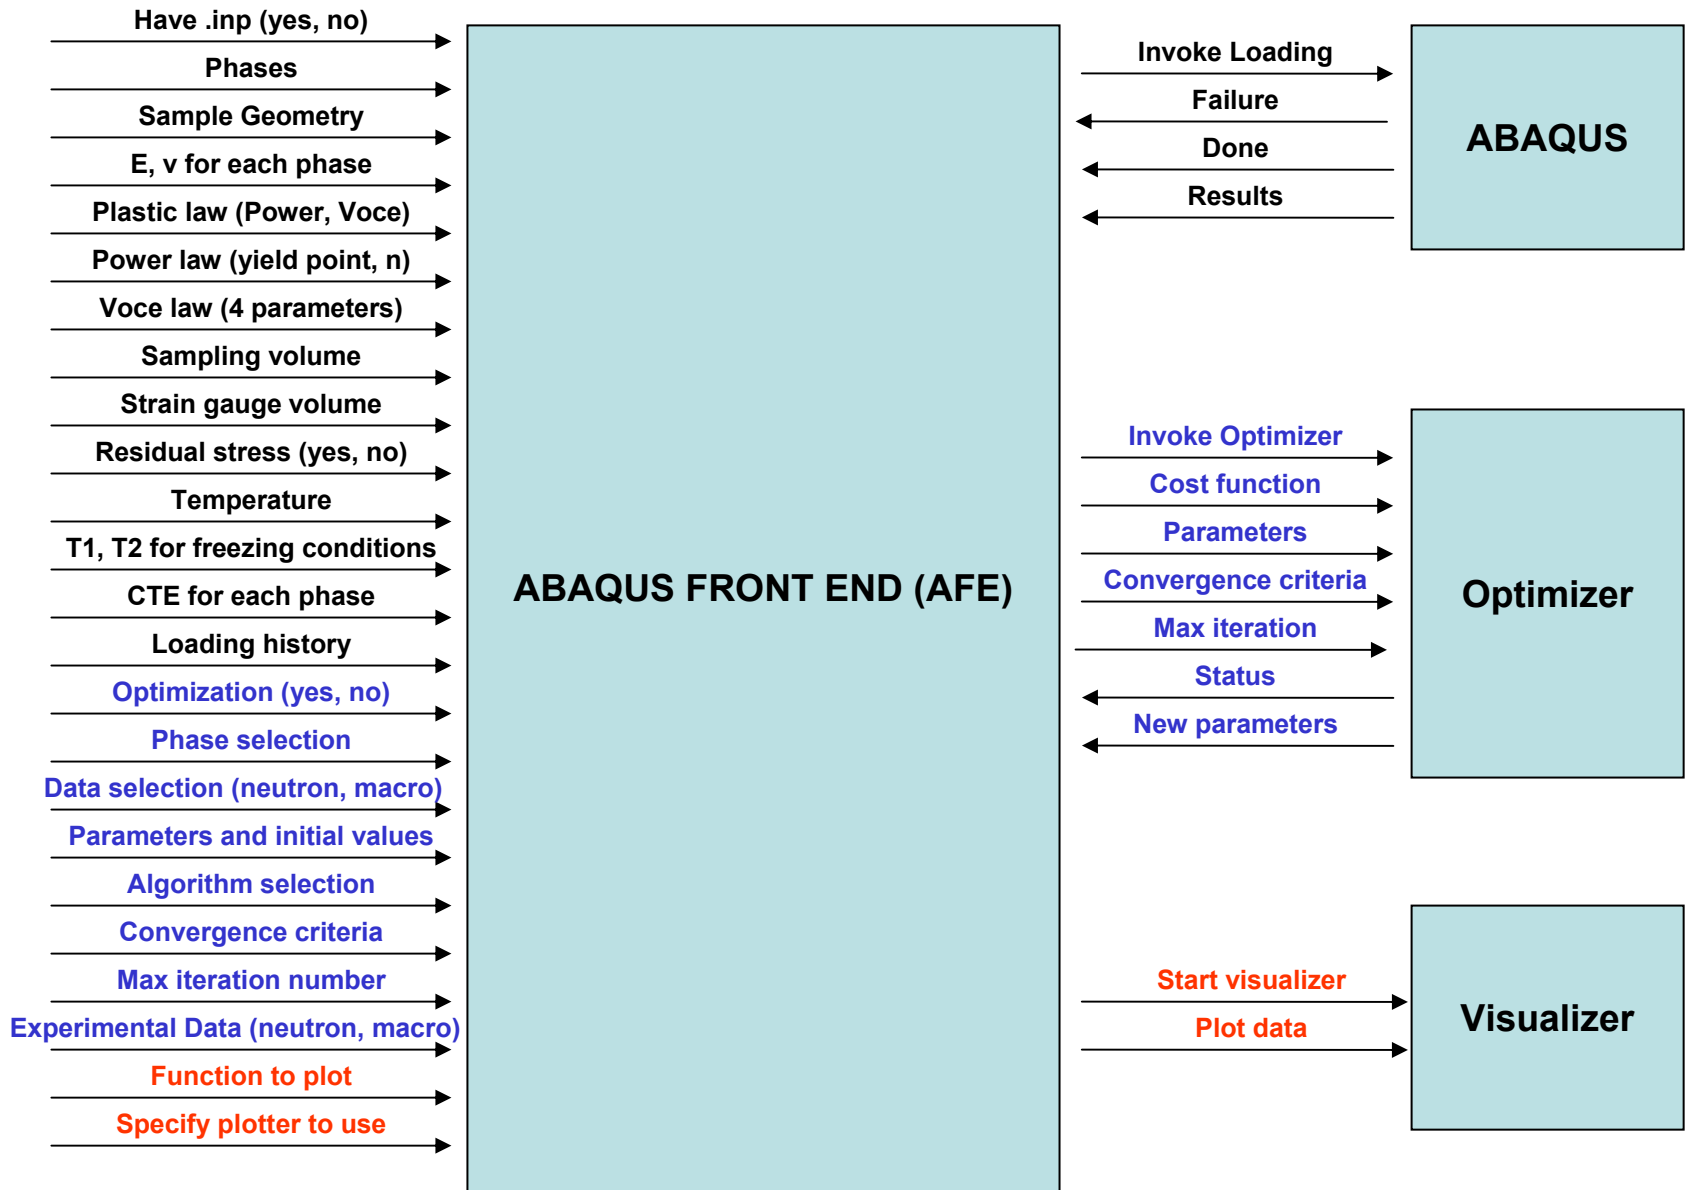 Have .inp (yes, no)
Phases
Sample Geometry
E, v for each phase
Plastic law (Power, Voce)
Power law (yield point, n)
Voce law (4 parameters)
Sampling volume
Strain gauge volume
Residual stress (yes, no)
Temperature
T1, T2 for freezing conditions
CTE for each phase
Loading history
Optimization (yes, no)
Phase selection
Data selection (neutron, macro)
Parameters and initial values
Algorithm selection
Convergence criteria
Max iteration number
Experimental Data (neutron, macro)
Function to plot
Specify plotter to use
ABAQUS FRONT END (AFE)
Invoke Loading
Failure
Done
Results
ABAQUS
Invoke Optimizer
Cost function
Parameters
Convergence criteria
Max iteration
Status
New parameters
Optimizer
Start visualizer
Plot data
Visualizer